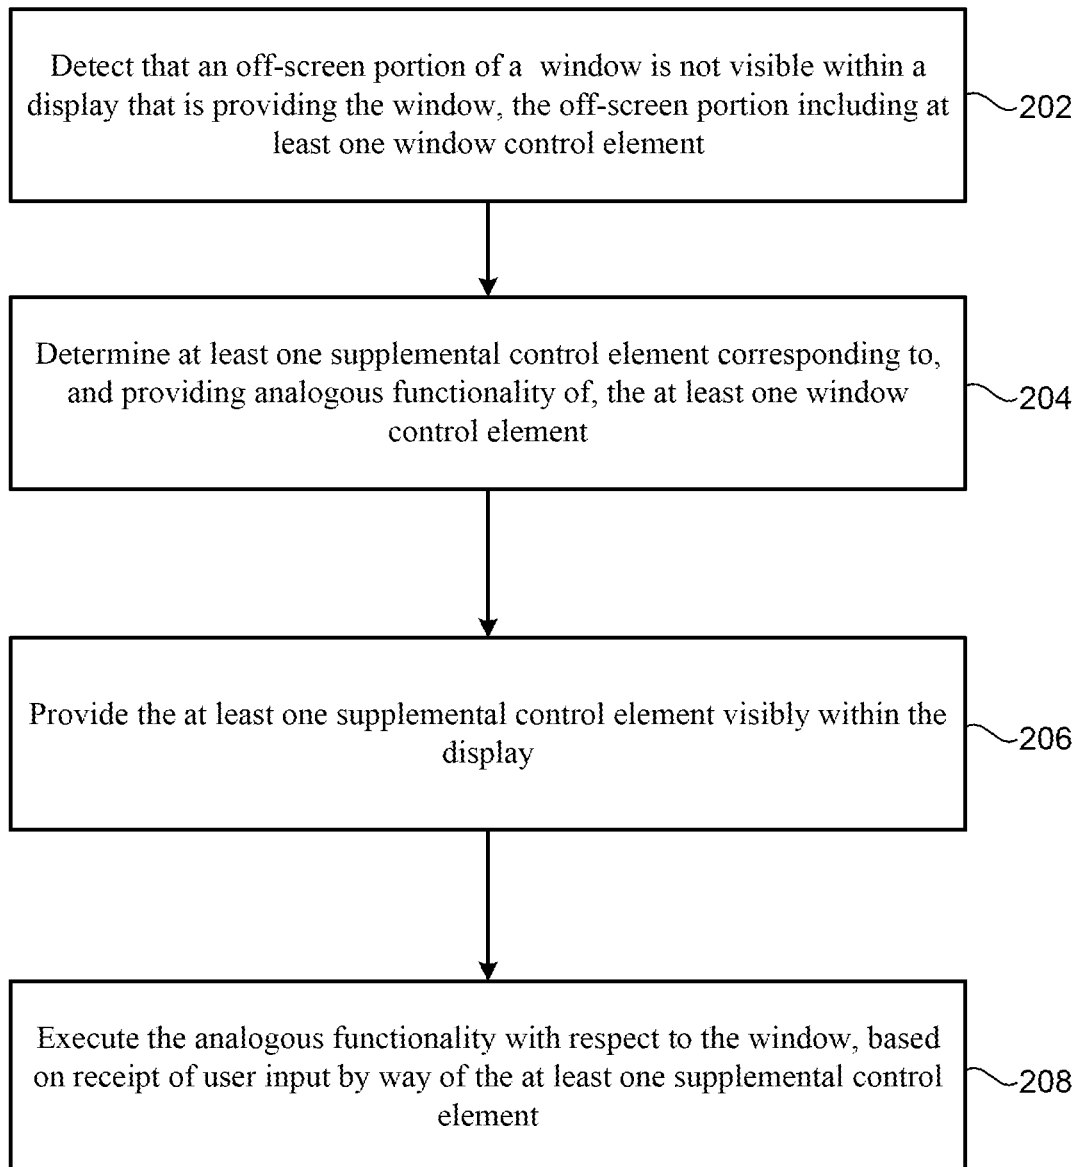 Detect that an off-screen portion of a window is not visible within a
display that is providing the window, the off-screen portion including at
least one window control element
202
Determine at least one supplemental control element corresponding to,
and providing analogous functionality of, the at least one window
control element
204
Provide the at least one supplemental control element visibly within the
display
206
Execute the analogous functionality with respect to the window, based
on receipt of user input by way of the at least one supplemental control
element
208